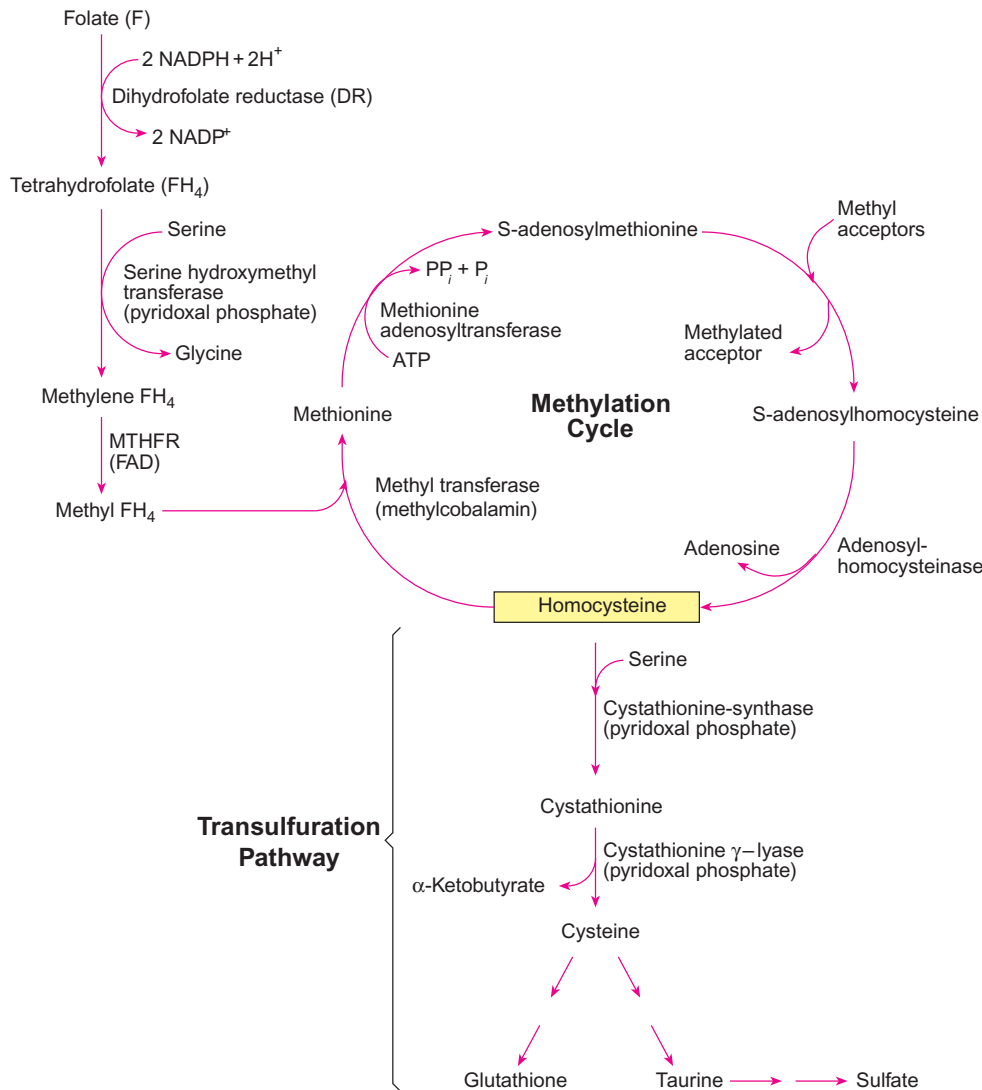 Folate (F)
2 NADPH + 2H⁺
Dihydrofolate reductase (DR)
2 NADP⁺
Tetrahydrofolate (FH₄)
Serine
Serine hydroxymethyl
transferase
(pyridoxal phosphate)
Glycine
Methylene FH₄
MTHFR
(FAD)
Methyl FH₄
S-adenosylmethionine
Methyl
acceptors
PPᵢ + Pᵢ
Methionine
adenosyltransferase
ATP
Methylated
acceptor
Methionine
Methylation
Cycle
S-adenosylhomocysteine
Methyl transferase
(methylcobalamin)
Adenosine
Adenosyl-
homocysteinase
Homocysteine
Serine
Cystathionine-synthase
(pyridoxal phosphate)
Cystathionine
Transulfuration
Pathway
Cystathionine γ–lyase
(pyridoxal phosphate)
α-Ketobutyrate
Cysteine
Glutathione
Taurine
Sulfate